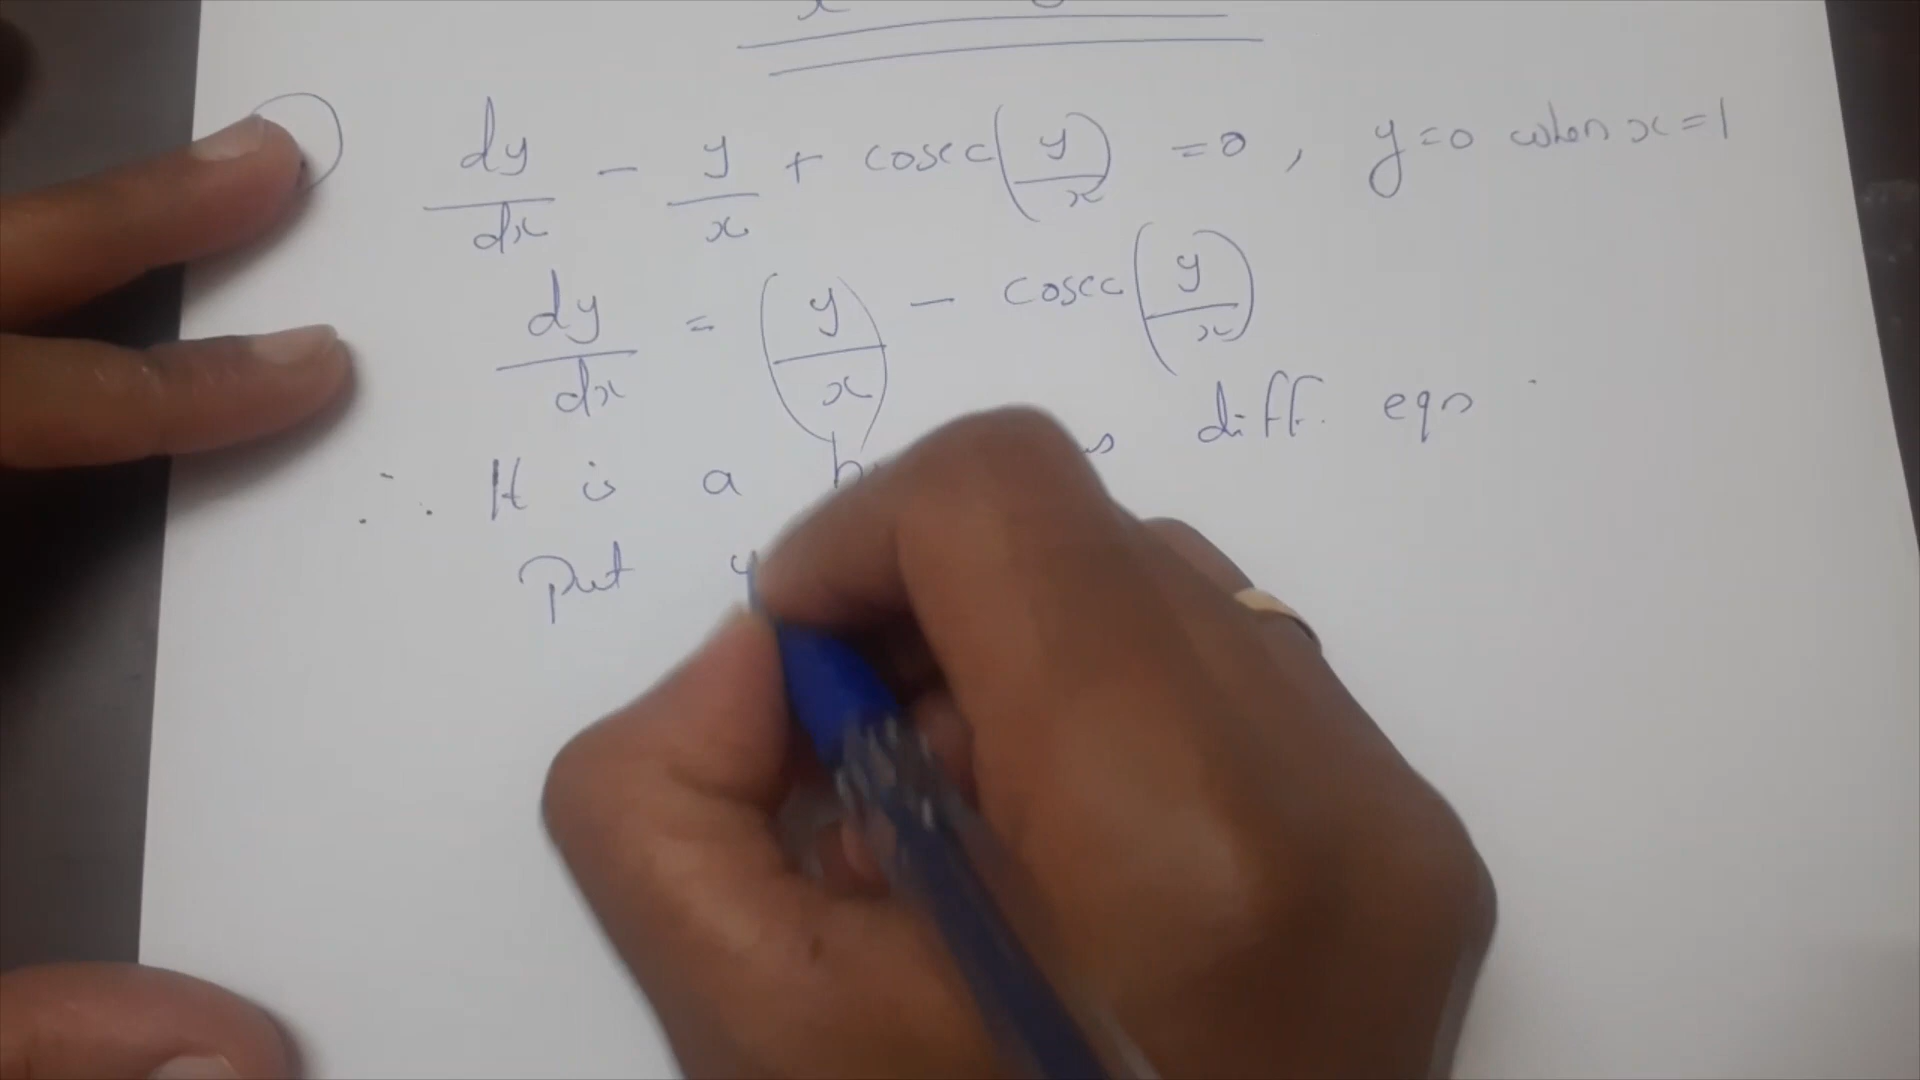 dy/dx - y/x + cosec(y/x) = 0, y=0 when x=1
dy/dx = (y/x) - cosec(y/x)
∴ It is a diff. eqn
Put y